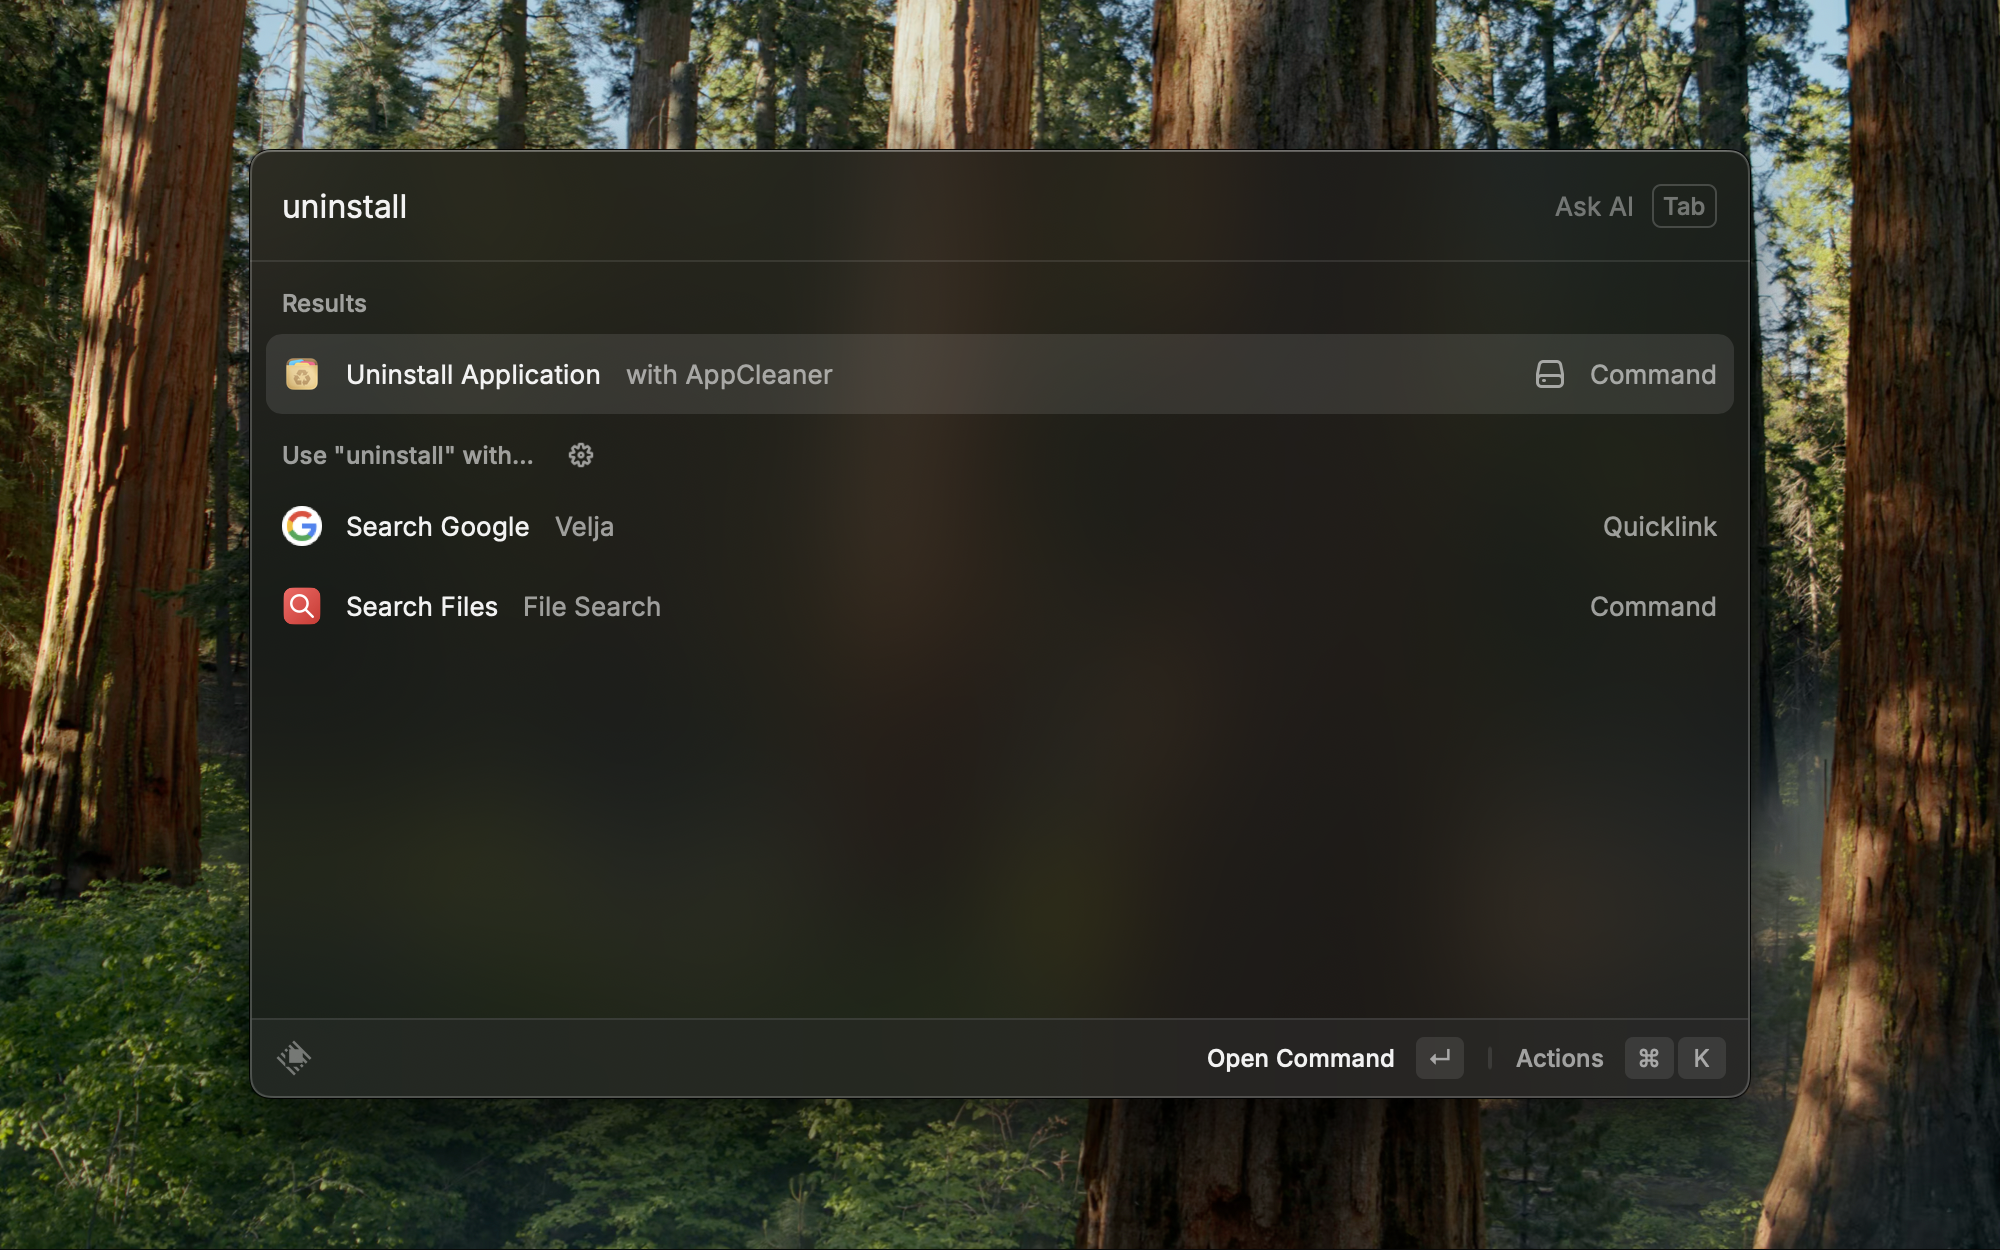 uninstall
Ask AI Tab
Results
Uninstall Application with AppCleaner Command
Use "uninstall" with...
Search Google Velja Quicklink
Search Files File Search Command
Open Command ↵ Actions ⌘ K